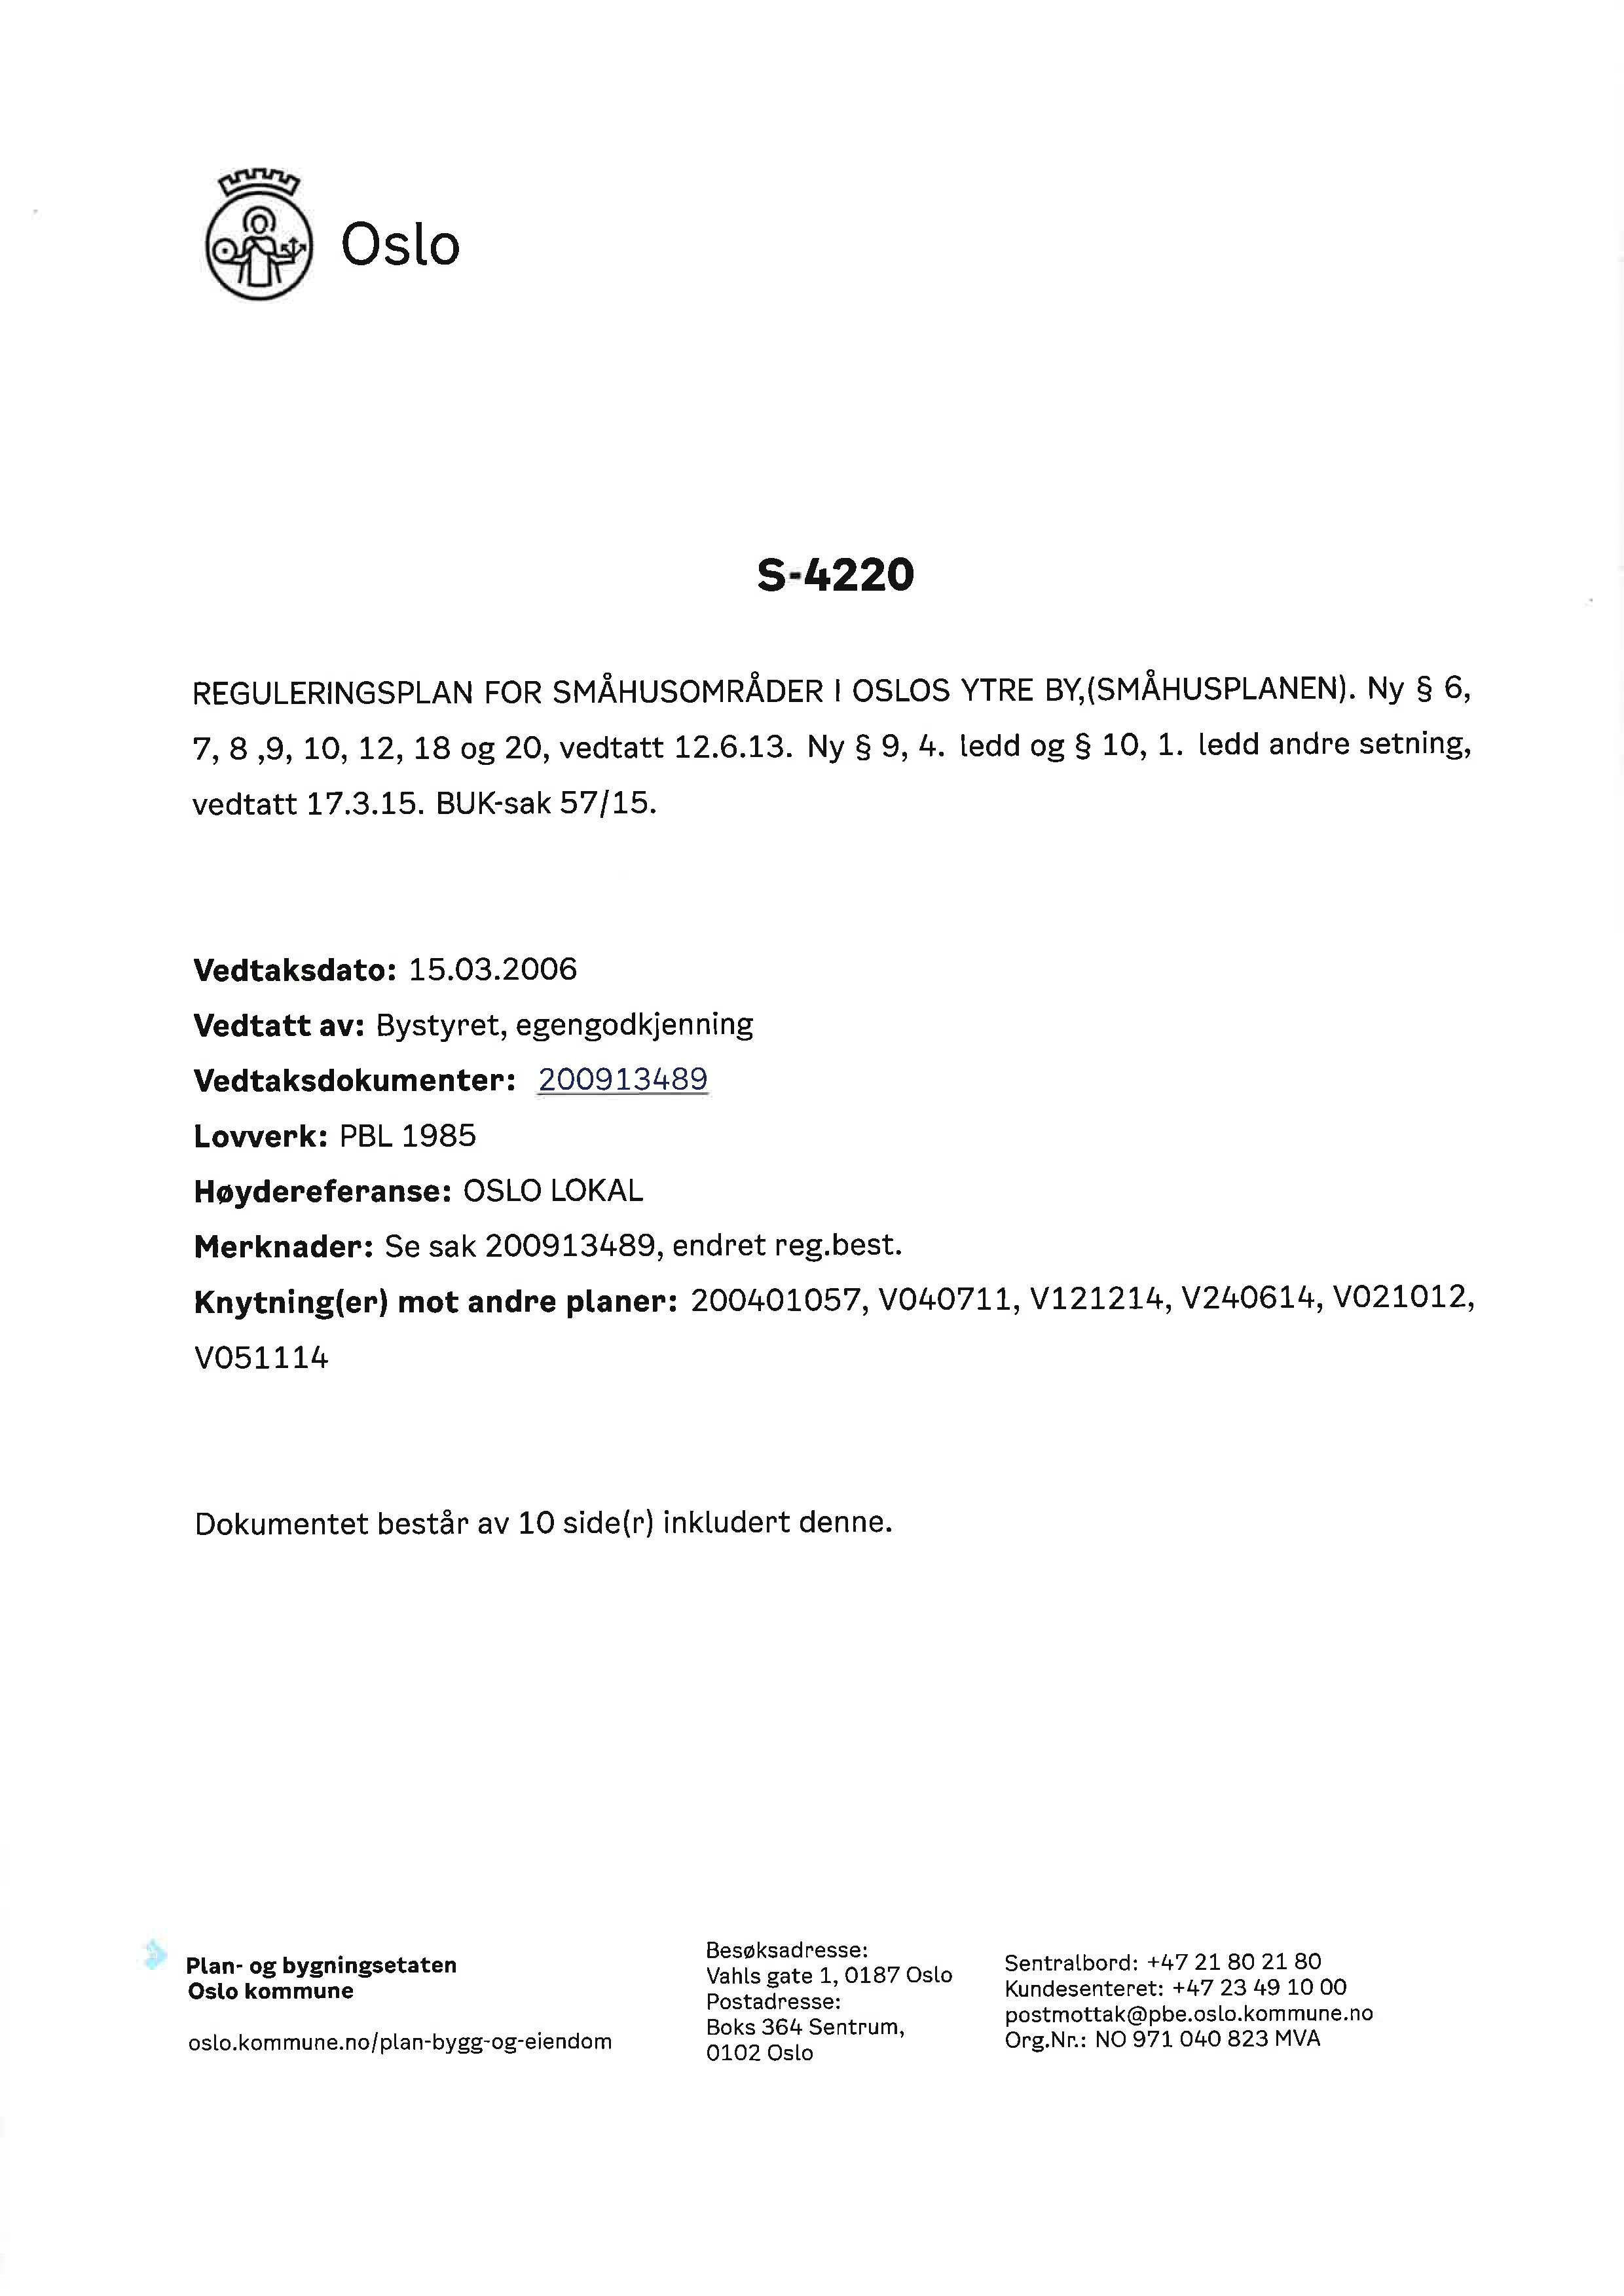 Oslo
S-4220
REGULERINGSPLAN FOR SMÅHUSOMRÅDER I OSLOS YTRE BY,(SMÅHUSPLANEN). Ny § 6,
7, 8 ,9, 10, 12, 18 og 20, vedtatt 12.6.13. Ny § 9, 4. ledd og § 10, 1. ledd andre setning,
vedtatt 17.3.15. BUK-sak 57/15.
Vedtaksdato: 15.03.2006
Vedtatt av: Bystyret, egengodkjenning
Vedtaksdokumenter: 200913489
Lovverk: PBL 1985
Høydereferanse: OSLO LOKAL
Merknader: Se sak 200913489, endret reg.best.
Knytning(er) mot andre planer: 200401057, V040711, V121214, V240614, V021012,
V051114
Dokumentet består av 10 side(r) inkludert denne.
Plan- og bygningsetaten
Oslo kommune
oslo.kommune.no/plan-bygg-og-eiendom
Besøksadresse:
Vahls gate 1, 0187 Oslo
Postadresse:
Boks 364 Sentrum,
0102 Oslo
Sentralbord: +47 21 80 21 80
Kundesenteret: +47 23 49 10 00
postmottak@pbe.oslo.kommune.no
Org.Nr.: NO 971 040 823 MVA